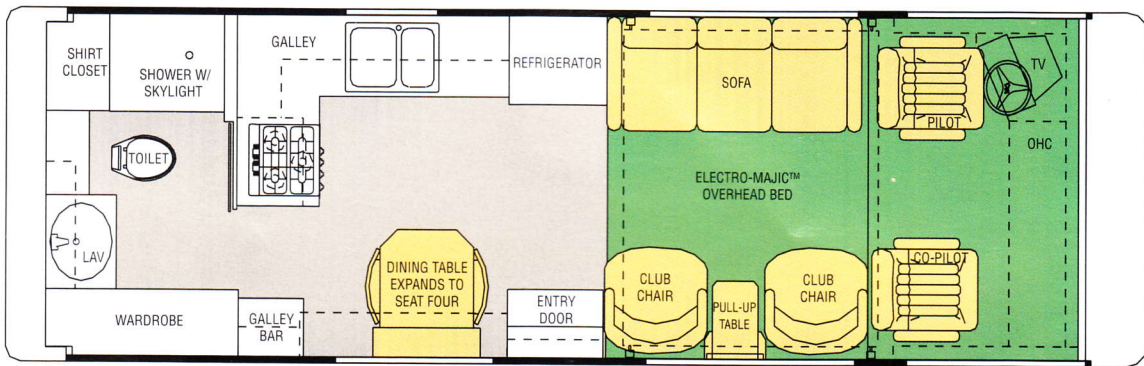 SHIRT
CLOSET
SHOWER W/
SKYLIGHT
GALLEY
REFRIGERATOR
SOFA
PILOT
TV
OHC
TOILET
ELECTRO-MAJIC™
OVERHEAD BED
LAV
DINING TABLE
EXPANDS TO
SEAT FOUR
CLUB
CHAIR
PULL-UP
TABLE
CLUB
CHAIR
CO-PILOT
WARDROBE
GALLEY
BAR
ENTRY
DOOR